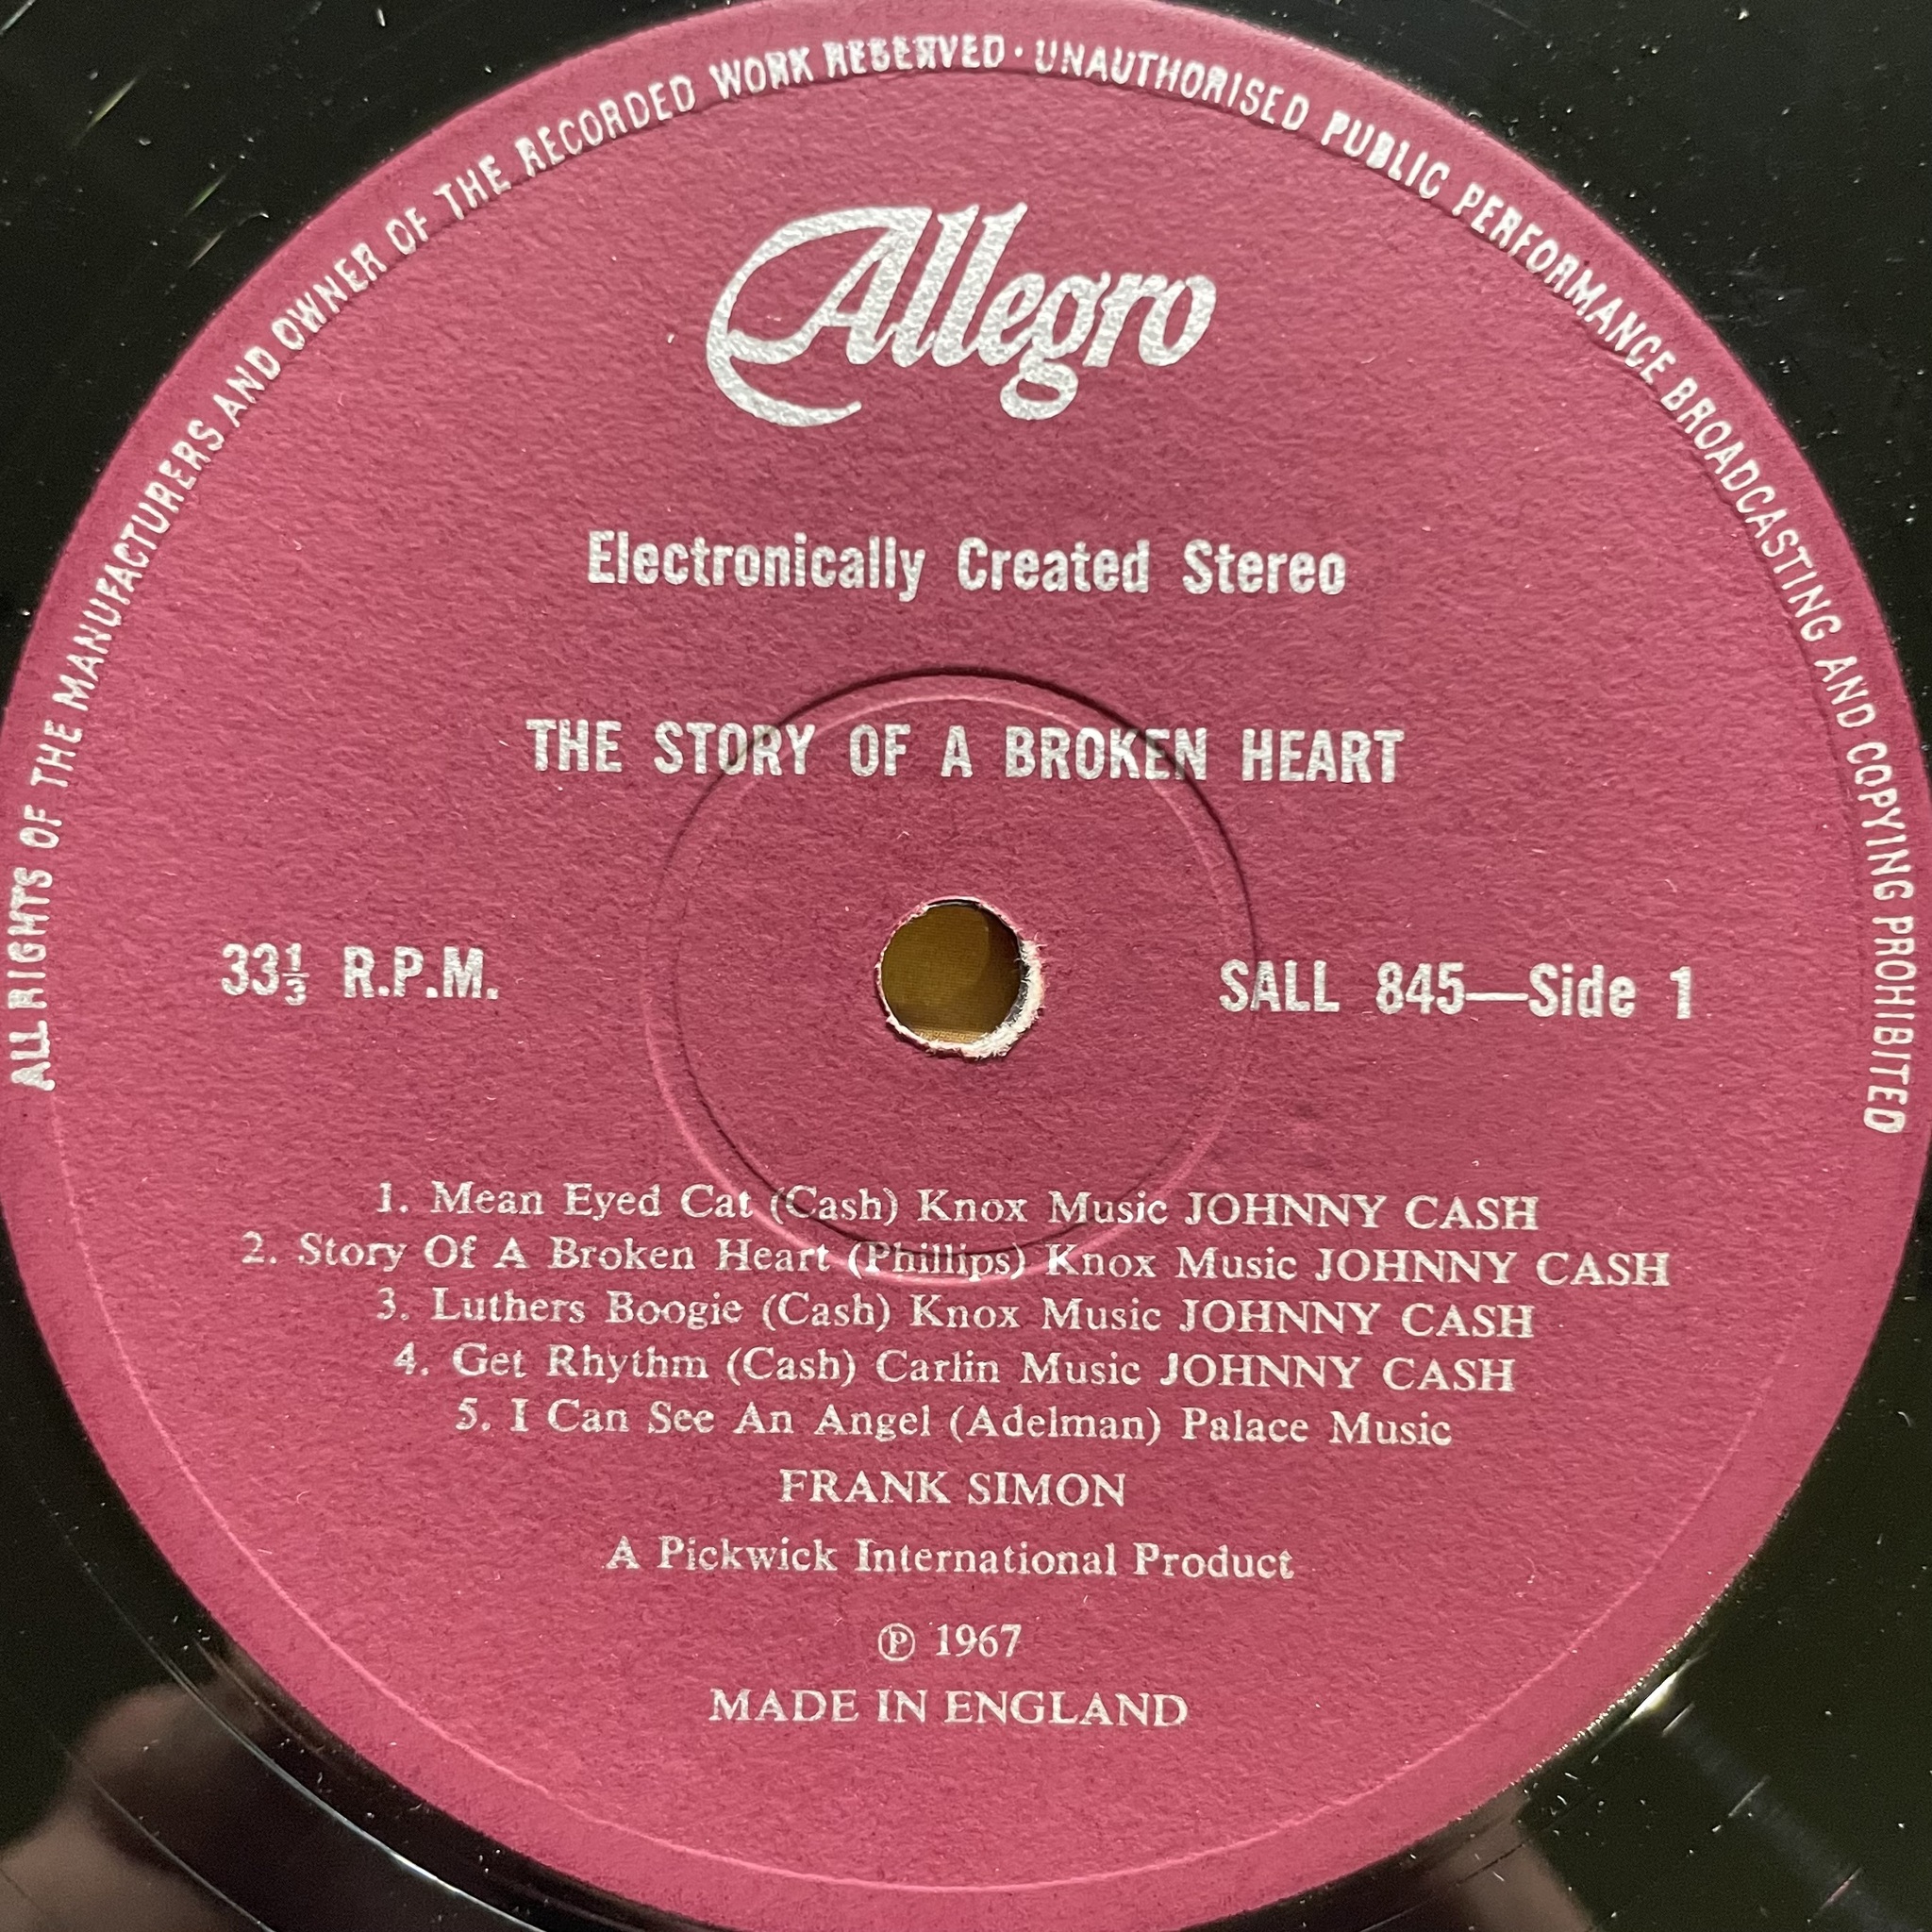 ALL RIGHTS OF THE MANUFACTURERS AND OWNER OF THE RECORDED WORK RESERVED · UNAUTHORISED PUBLIC PERFORMANCE BROADCASTING AND COPYING PROHIBITED
Allegro
Electronically Created Stereo
THE STORY OF A BROKEN HEART
33⅓ R.P.M.
SALL 845—Side 1
1. Mean Eyed Cat (Cash) Knox Music JOHNNY CASH
2. Story Of A Broken Heart (Phillips) Knox Music JOHNNY CASH
3. Luthers Boogie (Cash) Knox Music JOHNNY CASH
4. Get Rhythm (Cash) Carlin Music JOHNNY CASH
5. I Can See An Angel (Adelman) Palace Music
FRANK SIMON
A Pickwick International Product
℗ 1967
MADE IN ENGLAND